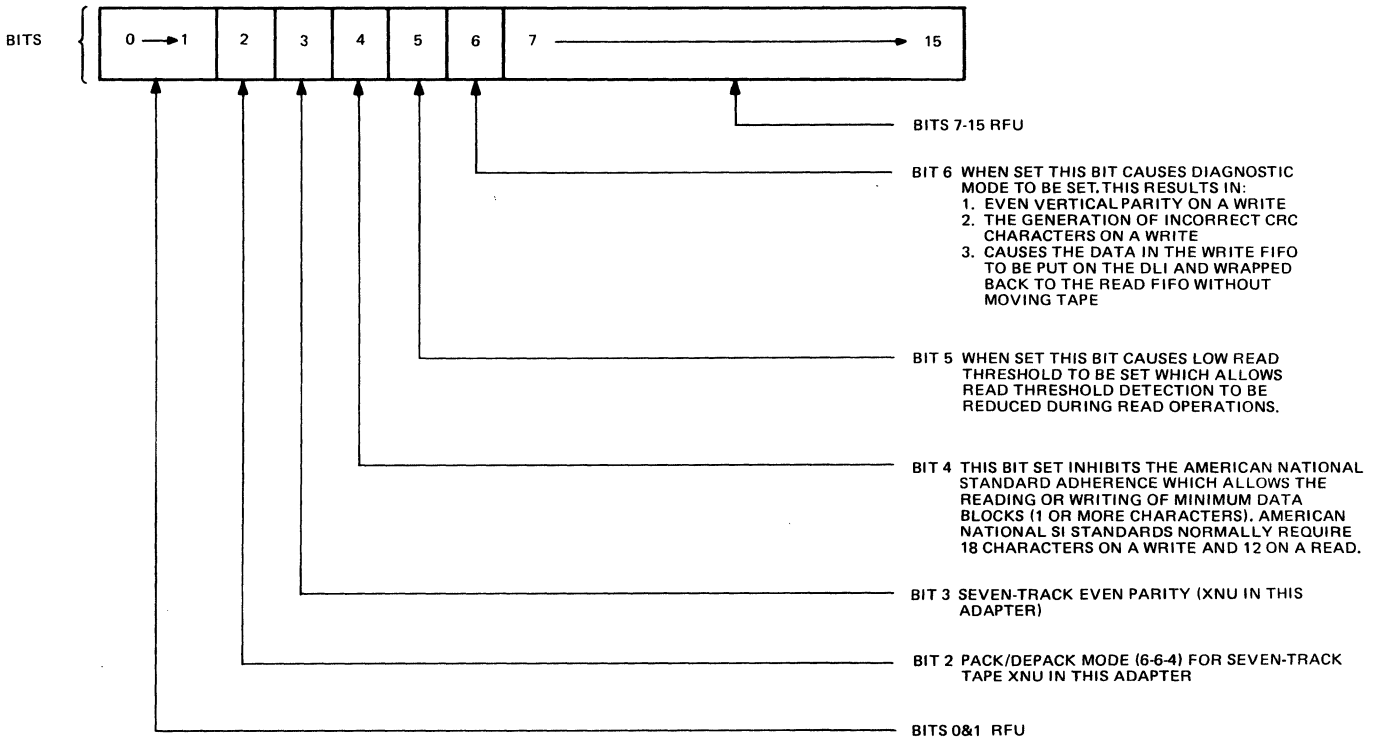 BITS 0 1 2 3 4 5 6 7 15
BITS 7-15 RFU
BIT 6 WHEN SET THIS BIT CAUSES DIAGNOSTIC
MODE TO BE SET. THIS RESULTS IN:
1. EVEN VERTICAL PARITY ON A WRITE
2. THE GENERATION OF INCORRECT CRC
CHARACTERS ON A WRITE
3. CAUSES THE DATA IN THE WRITE FIFO
TO BE PUT ON THE DLI AND WRAPPED
BACK TO THE READ FIFO WITHOUT
MOVING TAPE
BIT 5 WHEN SET THIS BIT CAUSES LOW READ
THRESHOLD TO BE SET WHICH ALLOWS
READ THRESHOLD DETECTION TO BE
REDUCED DURING READ OPERATIONS.
BIT 4 THIS BIT SET INHIBITS THE AMERICAN NATIONAL
STANDARD ADHERENCE WHICH ALLOWS THE
READING OR WRITING OF MINIMUM DATA
BLOCKS (1 OR MORE CHARACTERS). AMERICAN
NATIONAL SI STANDARDS NORMALLY REQUIRE
18 CHARACTERS ON A WRITE AND 12 ON A READ.
BIT 3 SEVEN-TRACK EVEN PARITY (XNU IN THIS
ADAPTER)
BIT 2 PACK/DEPACK MODE (6-6-4) FOR SEVEN-TRACK
TAPE XNU IN THIS ADAPTER
BITS 0&1 RFU